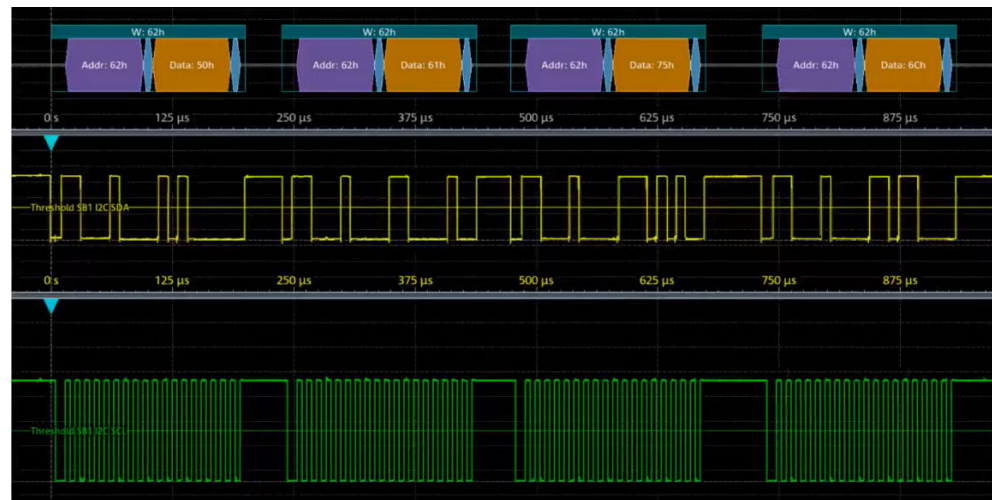 W: 62h W: 62h W: 62h W: 62h
Addr: 62h Data: 50h Addr: 62h Data: 61h Addr: 62h Data: 75h Addr: 62h Data: 6Ch
0 s 125 µs 250 µs 375 µs 500 µs 625 µs 750 µs 875 µs
Threshold SB1 I2C SDA
0 s 125 µs 250 µs 375 µs 500 µs 625 µs 750 µs 875 µs
Threshold SB1 I2C SCL